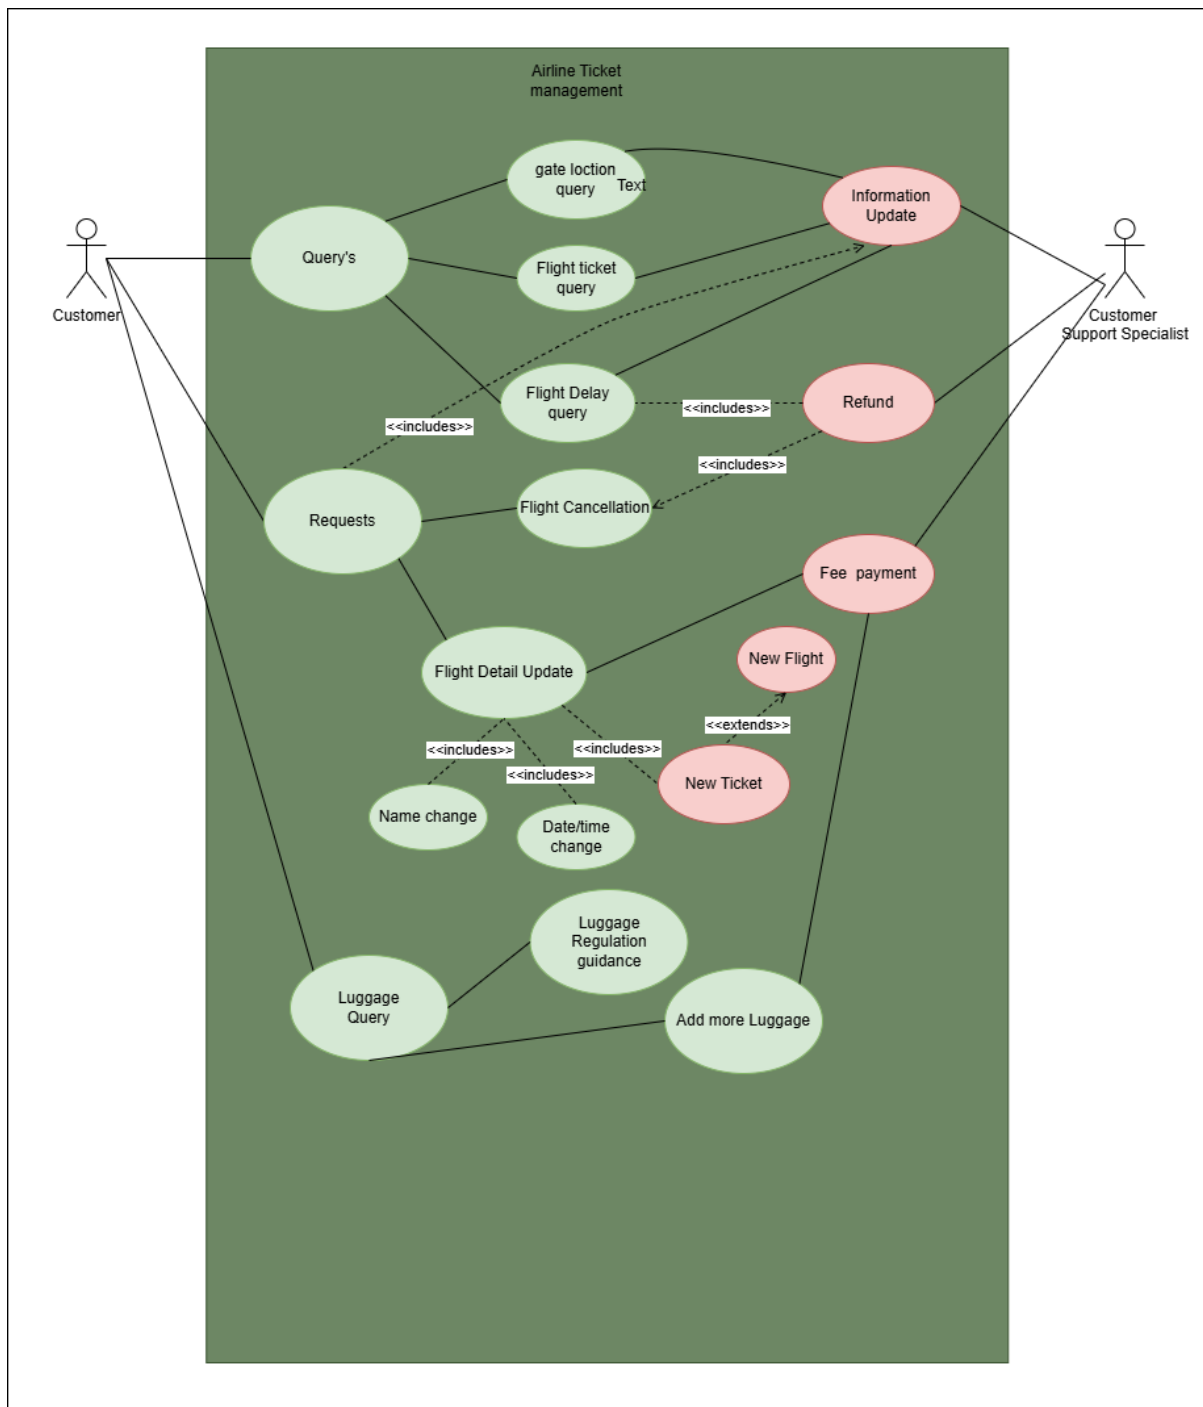 Airline Ticket
management
gate loction
query
Text
Information
Update
Query's
Flight ticket
query
Customer
Customer
Support Specialist
Flight Delay
query
<<includes>>
Refund
<<includes>>
<<includes>>
Requests
Flight Cancellation
Fee  payment
Flight Detail Update
New Flight
<<extends>>
<<includes>>
<<includes>>
<<includes>>
New Ticket
Name change
Date/time
change
Luggage
Regulation
guidance
Luggage
Query
Add more Luggage